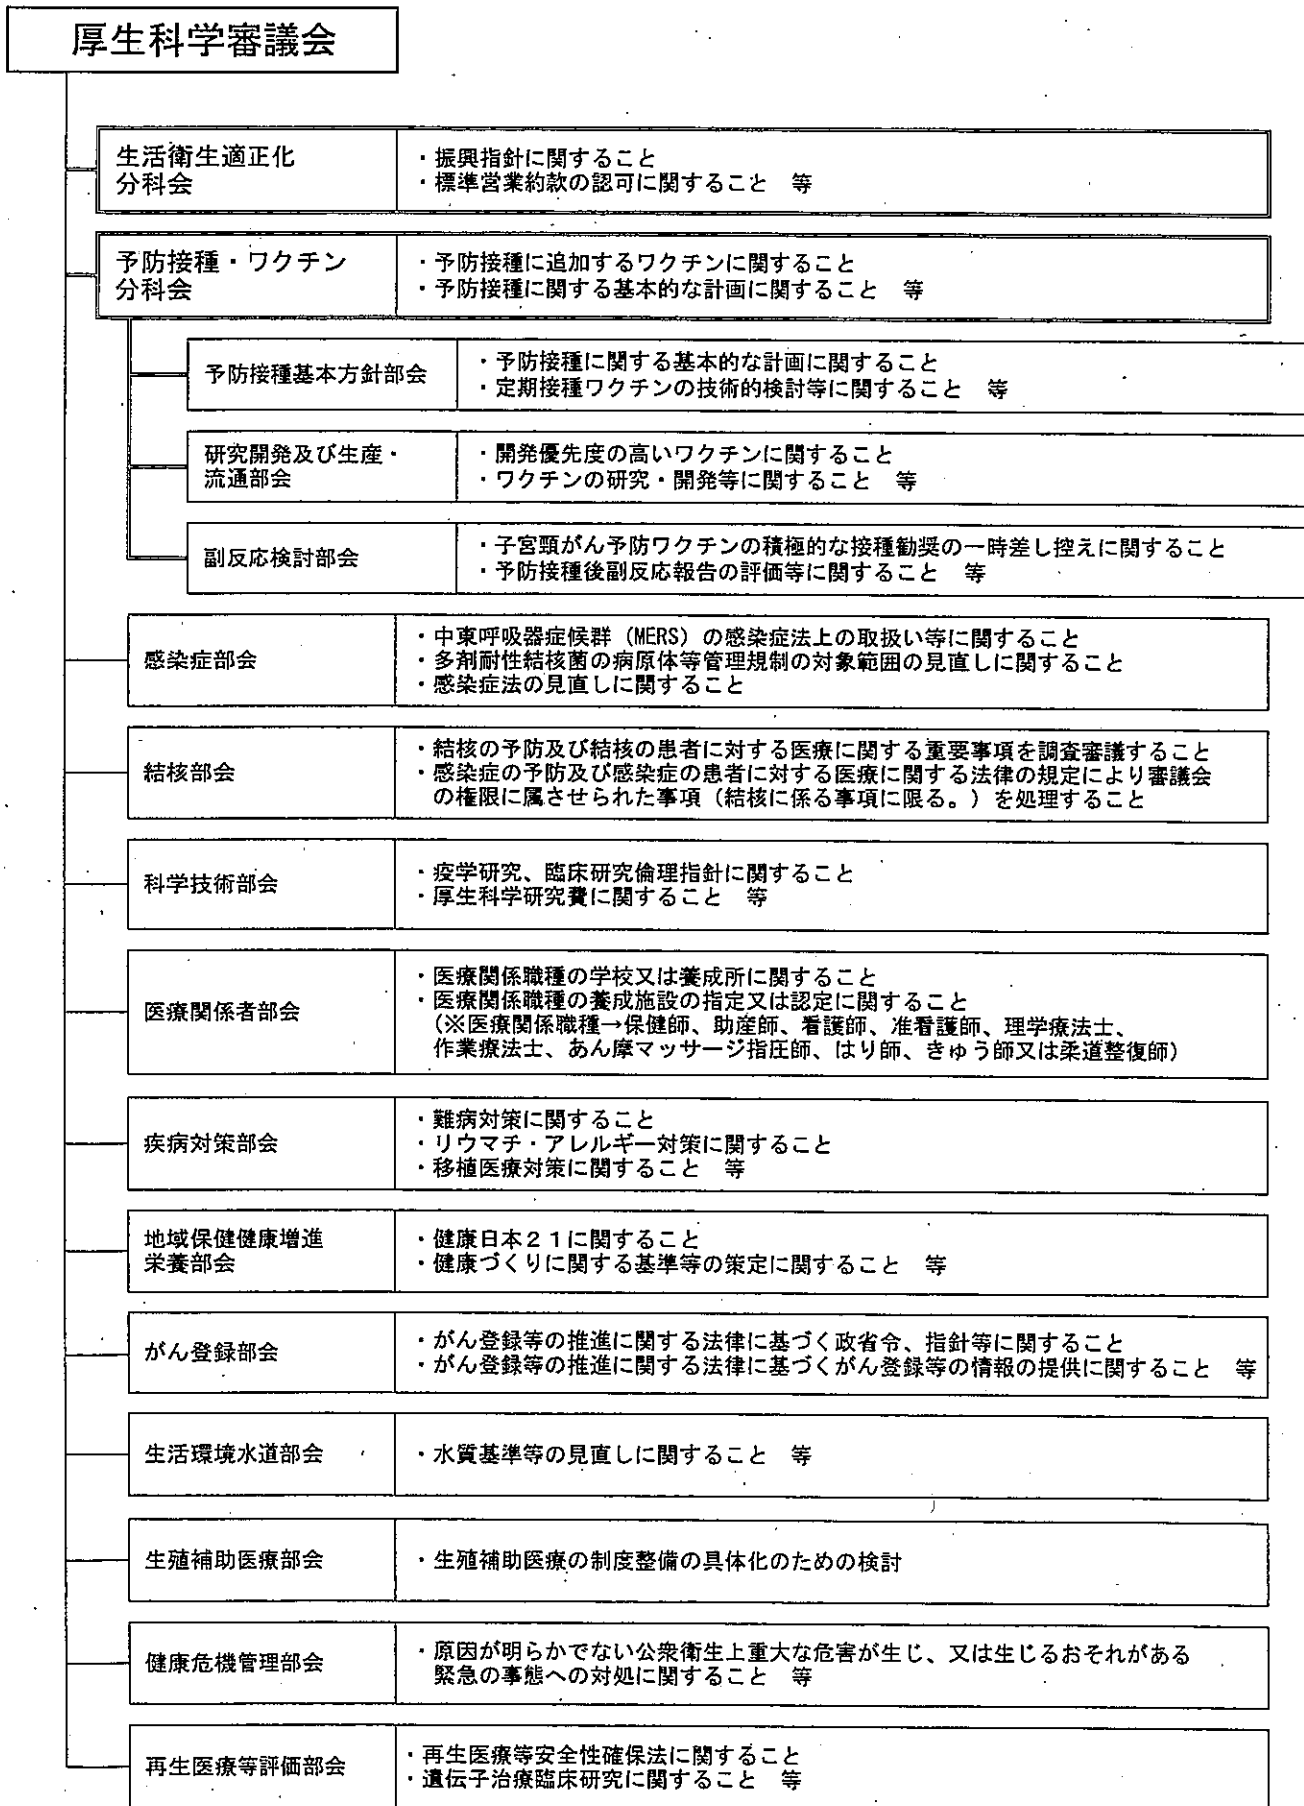 厚生科学審議会
生活衛生適正化
分科会
・振興指針に関すること
・標準営業約款の認可に関すること 等
予防接種・ワクチン
分科会
・予防接種に追加するワクチンに関すること
・予防接種に関する基本的な計画に関すること 等
予防接種基本方針部会
・予防接種に関する基本的な計画に関すること
・定期接種ワクチンの技術的検討等に関すること 等
研究開発及び生産・
流通部会
・開発優先度の高いワクチンに関すること
・ワクチンの研究・開発等に関すること 等
副反応検討部会
・子宮頸がん予防ワクチンの積極的な接種勧奨の一時差し控えに関すること
・予防接種後副反応報告の評価等に関すること 等
感染症部会
・中東呼吸器症候群（MERS）の感染症法上の取扱い等に関すること
・多剤耐性結核菌の病原体等管理規制の対象範囲の見直しに関すること
・感染症法の見直しに関すること
結核部会
・結核の予防及び結核の患者に対する医療に関する重要事項を調査審議すること
・感染症の予防及び感染症の患者に対する医療に関する法律の規定により審議会
の権限に属させられた事項（結核に係る事項に限る。）を処理すること
科学技術部会
・疫学研究、臨床研究倫理指針に関すること
・厚生科学研究費に関すること 等
医療関係者部会
・医療関係職種の学校又は養成所に関すること
・医療関係職種の養成施設の指定又は認定に関すること
（※医療関係職種→保健師、助産師、看護師、准看護師、理学療法士、
作業療法士、あん摩マッサージ指圧師、はり師、きゅう師又は柔道整復師）
疾病対策部会
・難病対策に関すること
・リウマチ・アレルギー対策に関すること
・移植医療対策に関すること 等
地域保健健康増進
栄養部会
・健康日本２１に関すること
・健康づくりに関する基準等の策定に関すること 等
がん登録部会
・がん登録等の推進に関する法律に基づく政省令、指針等に関すること
・がん登録等の推進に関する法律に基づくがん登録等の情報の提供に関すること 等
生活環境水道部会
・水質基準等の見直しに関すること 等
生殖補助医療部会
・生殖補助医療の制度整備の具体化のための検討
健康危機管理部会
・原因が明らかでない公衆衛生上重大な危害が生じ、又は生じるおそれがある
緊急の事態への対処に関すること 等
再生医療等評価部会
・再生医療等安全性確保法に関すること
・遺伝子治療臨床研究に関すること 等